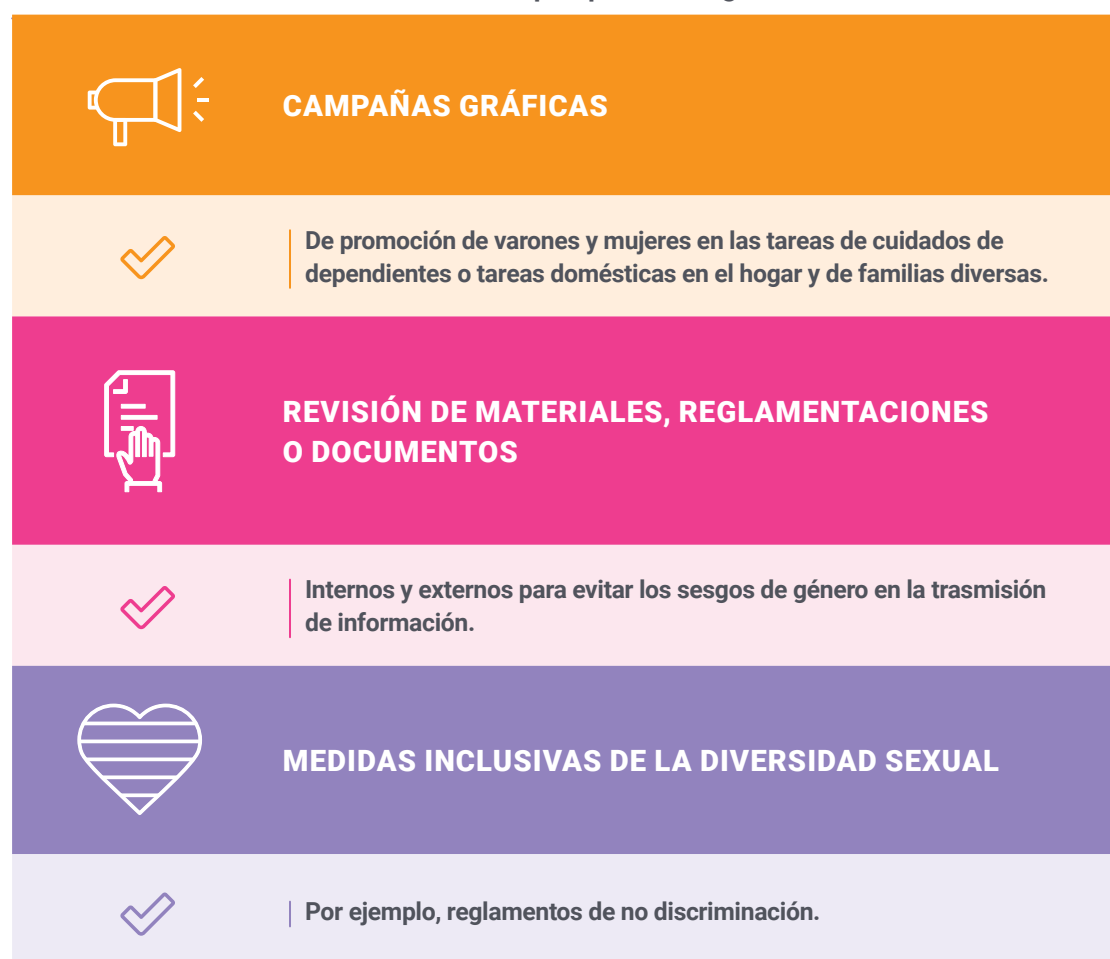 CAMPAÑAS GRÁFICAS
De promoción de varones y mujeres en las tareas de cuidados de
dependientes o tareas domésticas en el hogar y de familias diversas.
REVISIÓN DE MATERIALES, REGLAMENTACIONES
O DOCUMENTOS
Internos y externos para evitar los sesgos de género en la trasmisión
de información.
MEDIDAS INCLUSIVAS DE LA DIVERSIDAD SEXUAL
Por ejemplo, reglamentos de no discriminación.